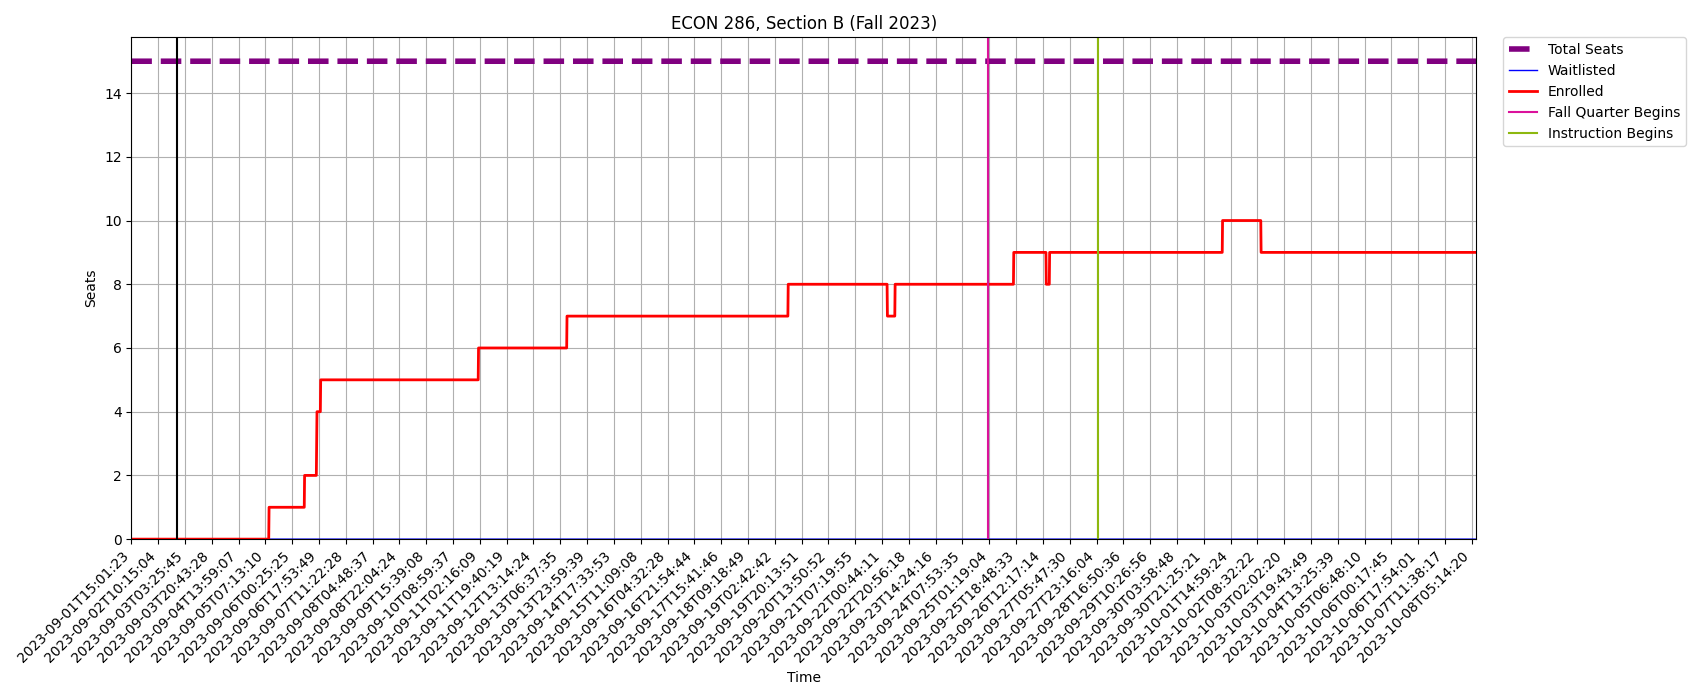 ECON 286, Section B (Fall 2023)
Total Seats
Waitlisted
Enrolled
Fall Quarter Begins
Instruction Begins
Seats
14
12
10
8
6
4
2
0
2023-09-01T15:01:23
2023-09-02T10:15:04
2023-09-03T03:25:45
2023-09-03T20:43:28
2023-09-04T13:59:07
2023-09-05T07:13:10
2023-09-06T00:25:25
2023-09-06T17:53:49
2023-09-07T11:22:28
2023-09-08T04:48:37
2023-09-08T22:04:24
2023-09-09T15:39:08
2023-09-10T08:59:37
2023-09-11T02:16:09
2023-09-11T19:40:19
2023-09-12T13:14:24
2023-09-13T06:37:35
2023-09-13T23:59:39
2023-09-14T17:33:53
2023-09-15T11:09:08
2023-09-16T04:32:28
2023-09-16T21:54:44
2023-09-17T15:41:46
2023-09-18T09:18:49
2023-09-19T02:42:42
2023-09-19T20:13:51
2023-09-20T13:50:52
2023-09-21T07:19:55
2023-09-22T00:44:11
2023-09-22T20:56:18
2023-09-23T14:24:16
2023-09-24T07:53:35
2023-09-25T01:19:04
2023-09-25T18:48:33
2023-09-26T12:17:14
2023-09-27T05:47:30
2023-09-27T23:16:04
2023-09-28T16:50:36
2023-09-29T10:26:56
2023-09-30T03:58:48
2023-09-30T21:25:21
2023-10-01T14:59:24
2023-10-02T08:32:22
2023-10-03T02:02:20
2023-10-03T19:43:49
2023-10-04T13:25:39
2023-10-05T06:48:10
2023-10-06T00:17:45
2023-10-06T17:54:01
2023-10-07T11:38:17
2023-10-08T05:14:20
Time